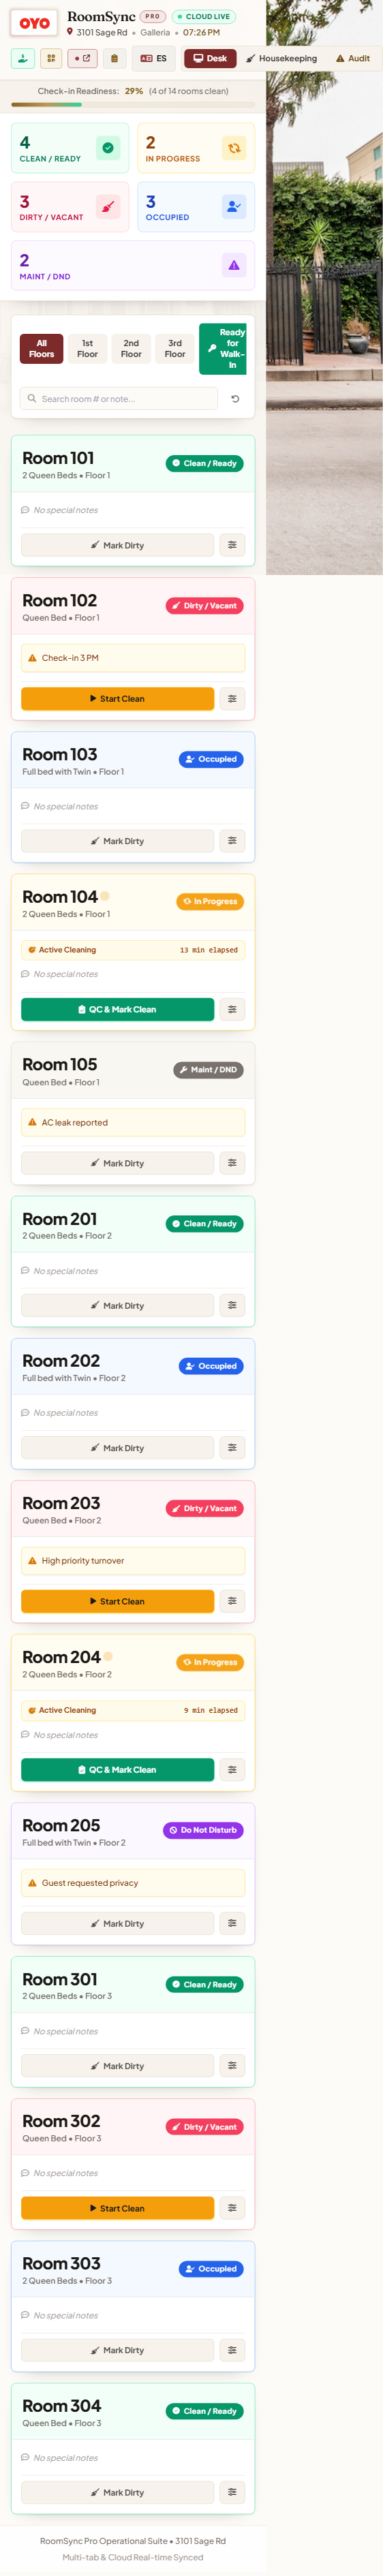 OYO RoomSync PRO CLOUD LIVE
3101 Sage Rd • Galleria • 07:26 PM
ES Desk Housekeeping Audit
Check-in Readiness: 29% (4 of 14 rooms clean)
4
CLEAN / READY
2
IN PROGRESS
3
DIRTY / VACANT
3
OCCUPIED
2
MAINT / DND
All Floors
1st Floor
2nd Floor
3rd Floor
Ready for Walk-In
Search room # or note...
Room 101
Clean / Ready
2 Queen Beds • Floor 1
No special notes
Mark Dirty
Room 102
Dirty / Vacant
Queen Bed • Floor 1
Check-in 3 PM
Start Clean
Room 103
Occupied
Full bed with Twin • Floor 1
No special notes
Mark Dirty
Room 104
In Progress
2 Queen Beds • Floor 1
Active Cleaning 13 min elapsed
No special notes
QC & Mark Clean
Room 105
Maint / DND
Queen Bed • Floor 1
AC leak reported
Mark Dirty
Room 201
Clean / Ready
2 Queen Beds • Floor 2
No special notes
Mark Dirty
Room 202
Occupied
Full bed with Twin • Floor 2
No special notes
Mark Dirty
Room 203
Dirty / Vacant
Queen Bed • Floor 2
High priority turnover
Start Clean
Room 204
In Progress
2 Queen Beds • Floor 2
Active Cleaning 9 min elapsed
No special notes
QC & Mark Clean
Room 205
Do Not Disturb
Full bed with Twin • Floor 2
Guest requested privacy
Mark Dirty
Room 301
Clean / Ready
2 Queen Beds • Floor 3
No special notes
Mark Dirty
Room 302
Dirty / Vacant
Queen Bed • Floor 3
No special notes
Start Clean
Room 303
Occupied
2 Queen Beds • Floor 3
No special notes
Mark Dirty
Room 304
Clean / Ready
Queen Bed • Floor 3
No special notes
Mark Dirty
RoomSync Pro Operational Suite • 3101 Sage Rd
Multi-tab & Cloud Real-time Synced